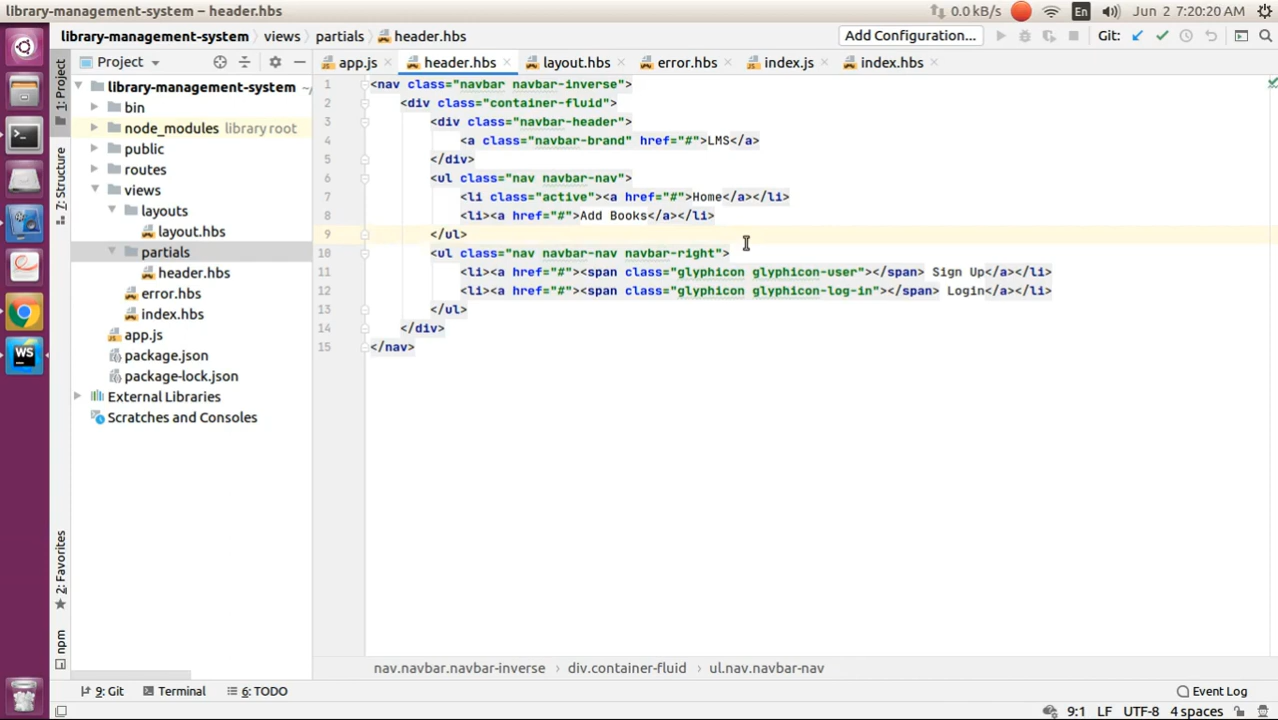 library-management-system – header.hbs
0.0 kB/s
En
Jun 2 7:20:20 AM
library-management-system
views
partials
header.hbs
Add Configuration...
Git:
Project
app.js
header.hbs
layout.hbs
error.hbs
index.js
index.hbs
1: Project
7: Structure
2: Favorites
npm
WS
library-management-system ~/
bin
node_modules library root
public
routes
views
layouts
layout.hbs
partials
header.hbs
error.hbs
index.hbs
app.js
package.json
package-lock.json
External Libraries
Scratches and Consoles
1 <nav class="navbar navbar-inverse">
2 <div class="container-fluid">
3 <div class="navbar-header">
4 <a class="navbar-brand" href="#">LMS</a>
5 </div>
6 <ul class="nav navbar-nav">
7 <li class="active"><a href="#">Home</a></li>
8 <li><a href="#">Add Books</a></li>
9 </ul>
10 <ul class="nav navbar-nav navbar-right">
11 <li><a href="#"><span class="glyphicon glyphicon-user"></span> Sign Up</a></li>
12 <li><a href="#"><span class="glyphicon glyphicon-log-in"></span> Login</a></li>
13 </ul>
14 </div>
15 </nav>
nav.navbar.navbar-inverse
div.container-fluid
ul.nav.navbar-nav
9: Git
Terminal
6: TODO
Event Log
9:1
LF
UTF-8
4 spaces